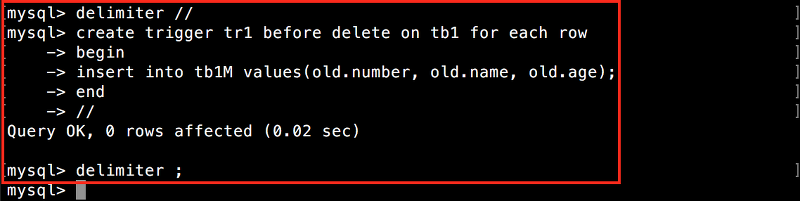 mysql> delimiter //
mysql> create trigger tr1 before delete on tb1 for each row
    -> begin
    -> insert into tb1M values(old.number, old.name, old.age);
    -> end
    -> //
Query OK, 0 rows affected (0.02 sec)

mysql> delimiter ;
mysql>